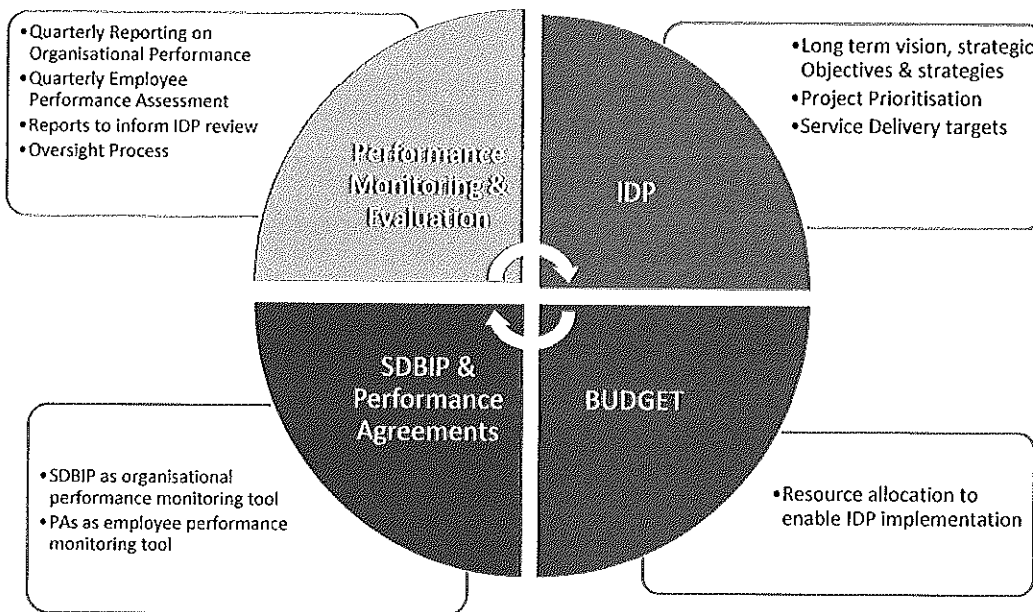 •Quarterly Reporting on
Organisational Performance
•Quarterly Employee
Performance Assessment
•Reports to inform IDP review
•Oversight Process
Performance
Monitoring &
Evaluation
IDP
•Long term vision, strategic
Objectives & strategies
•Project Prioritisation
•Service Delivery targets
SDBIP &
Performance
Agreements
BUDGET
•SDBIP as organisational
performance monitoring tool
•PAs as employee performance
monitoring tool
•Resource allocation to
enable IDP implementation